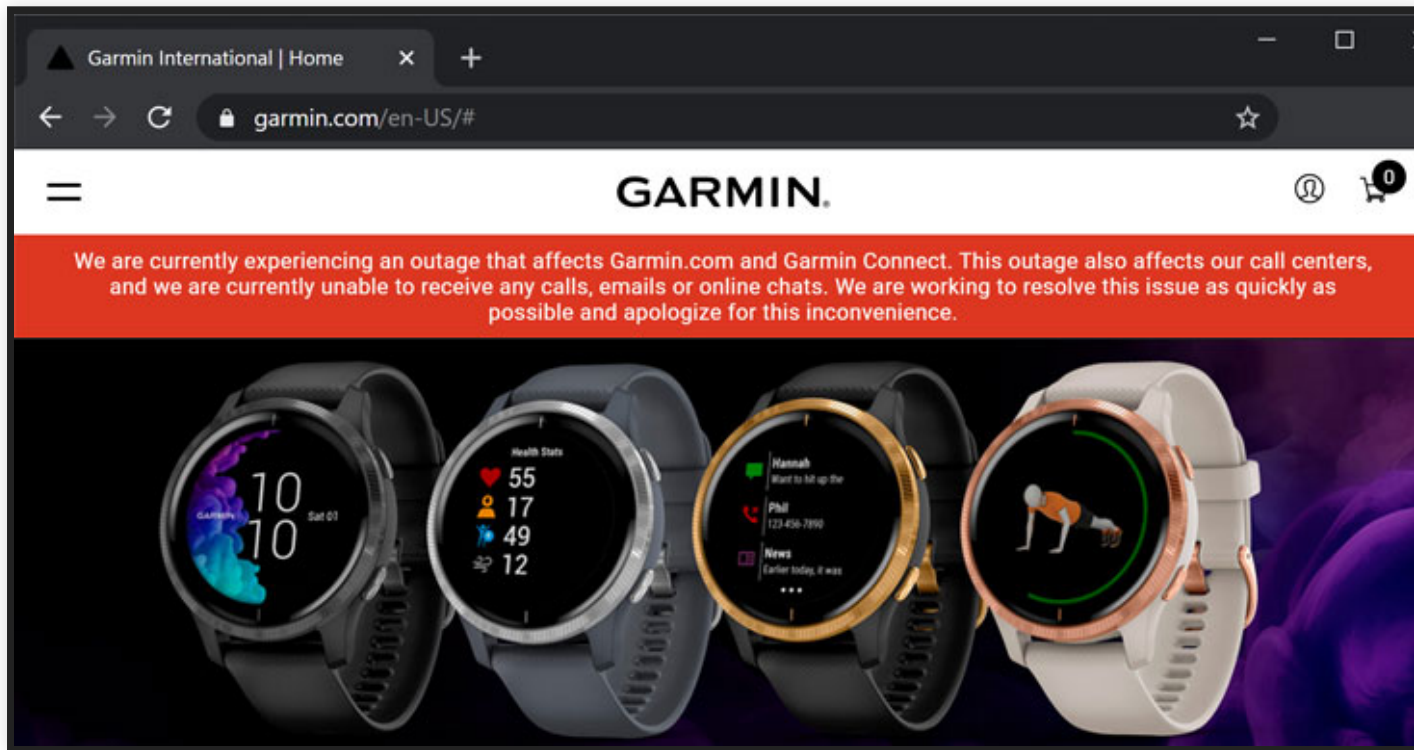 Garmin International | Home
garmin.com/en-US/#
GARMIN.
0
We are currently experiencing an outage that affects Garmin.com and Garmin Connect. This outage also affects our call centers,
and we are currently unable to receive any calls, emails or online chats. We are working to resolve this issue as quickly as
possible and apologize for this inconvenience.
GARMIN
10
10
Sat 01
Health Stats
55
17
49
12
Hannah
Want to hit up the
Phil
123-456-7890
News
Earlier today, it was
•••